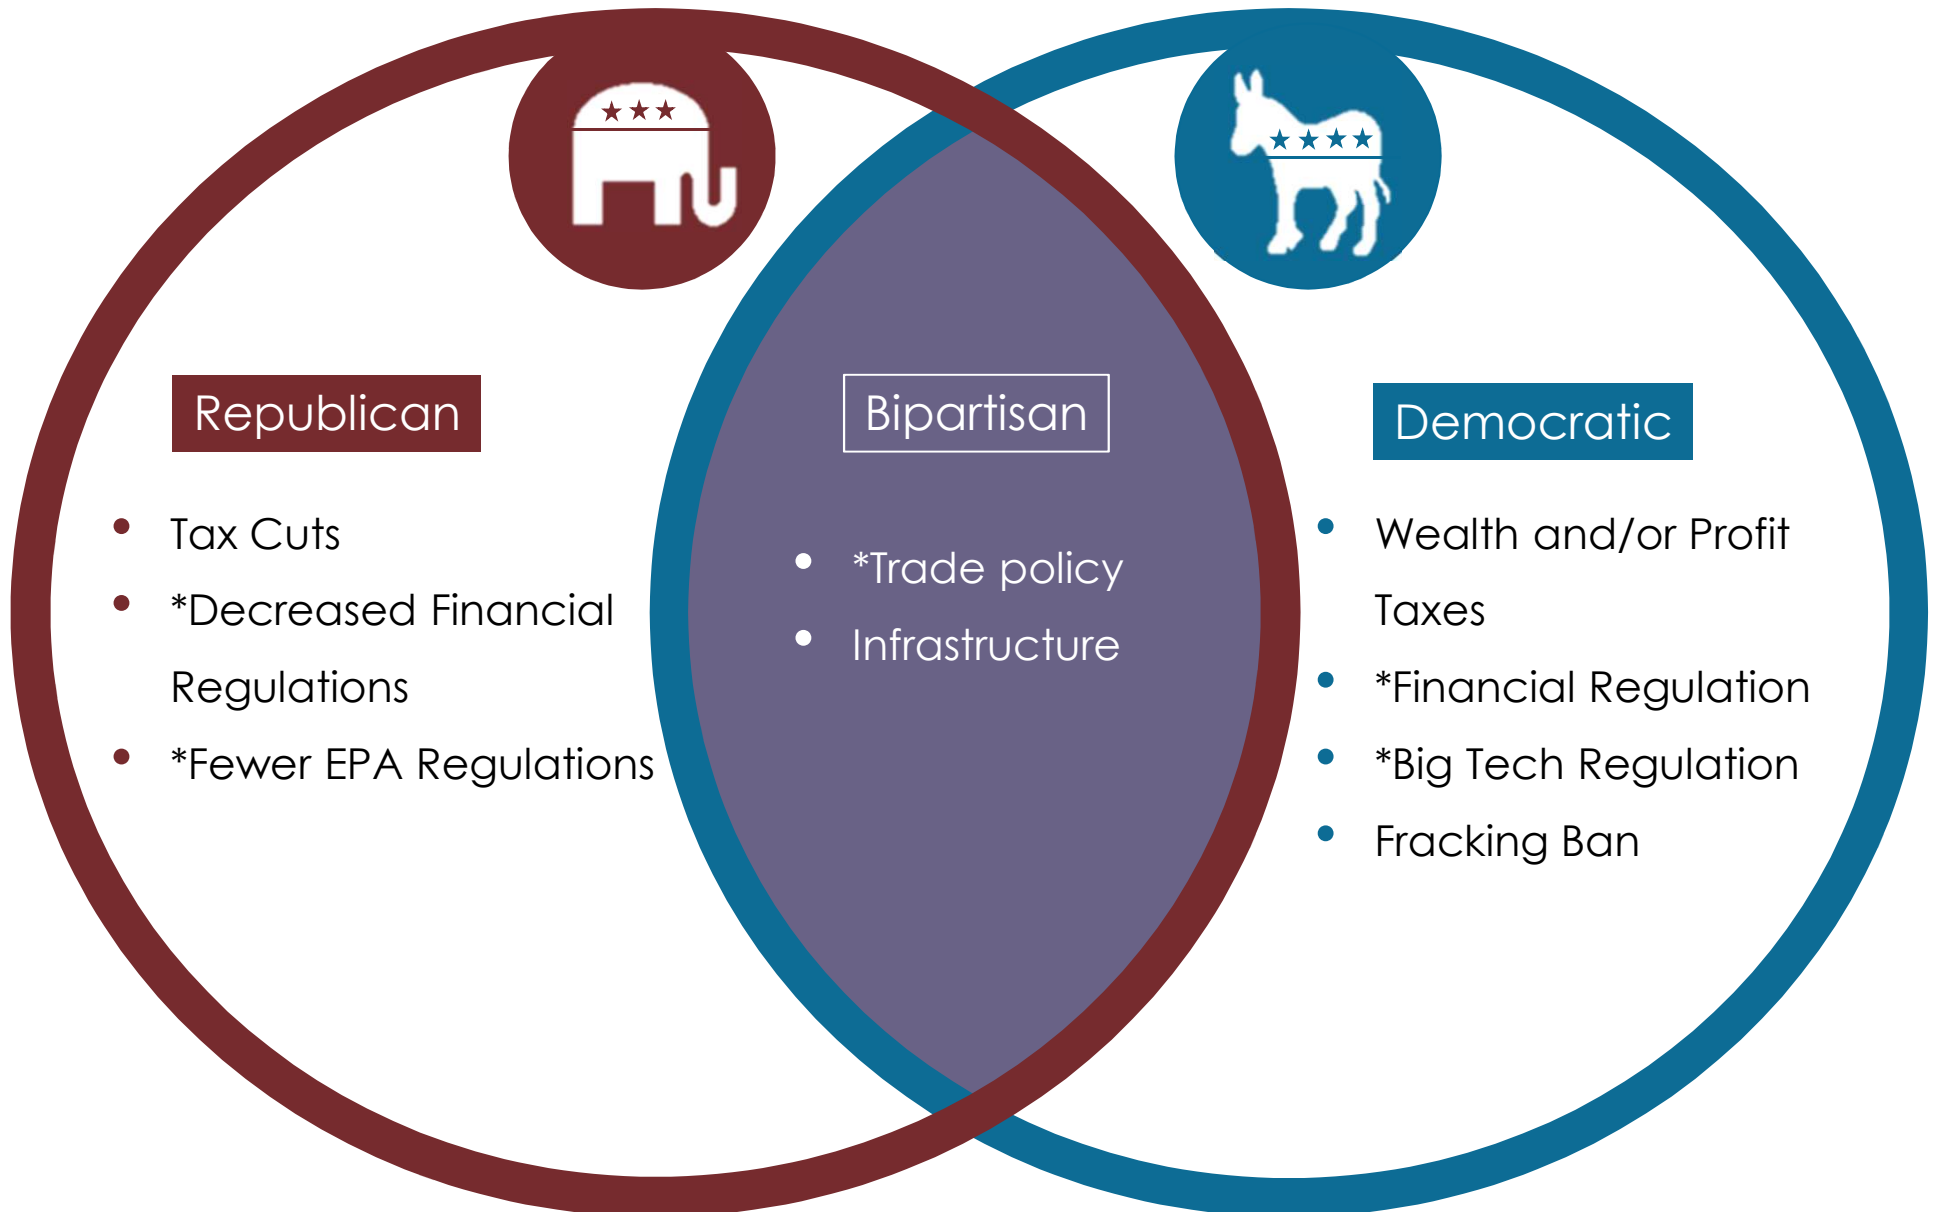 Republican
• Tax Cuts
• *Decreased Financial
Regulations
• *Fewer EPA Regulations
Bipartisan
• *Trade policy
• Infrastructure
Democratic
• Wealth and/or Profit
Taxes
• *Financial Regulation
• *Big Tech Regulation
• Fracking Ban